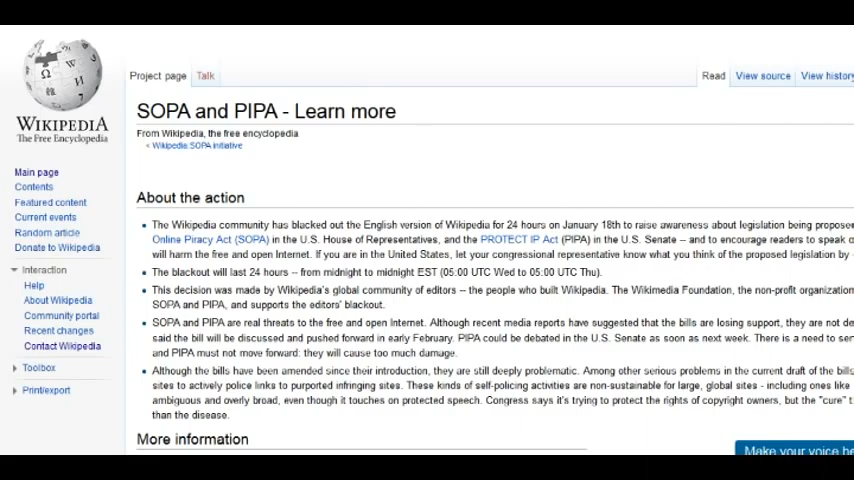 Project page Talk Read View source View history
WIKIPEDIA
The Free Encyclopedia
SOPA and PIPA - Learn more
From Wikipedia, the free encyclopedia
< Wikipedia:SOPA initiative
Main page
Contents
Featured content
Current events
Random article
Donate to Wikipedia
Interaction
Help
About Wikipedia
Community portal
Recent changes
Contact Wikipedia
Toolbox
Print/export
About the action
The Wikipedia community has blacked out the English version of Wikipedia for 24 hours on January 18th to raise awareness about legislation being propose
Online Piracy Act (SOPA) in the U.S. House of Representatives, and the PROTECT IP Act (PIPA) in the U.S. Senate -- and to encourage readers to speak
will harm the free and open Internet. If you are in the United States, let your congressional representative know what you think of the proposed legislation by
The blackout will last 24 hours -- from midnight to midnight EST (05:00 UTC Wed to 05:00 UTC Thu).
This decision was made by Wikipedia's global community of editors -- the people who built Wikipedia. The Wikimedia Foundation, the non-profit organization
SOPA and PIPA, and supports the editors' blackout.
SOPA and PIPA are real threats to the free and open Internet. Although recent media reports have suggested that the bills are losing support, they are not de
said the bill will be discussed and pushed forward in early February. PIPA could be debated in the U.S. Senate as soon as next week. There is a need to
and PIPA must not move forward: they will cause too much damage.
Although the bills have been amended since their introduction, they are still deeply problematic. Among other serious problems in the current draft of the bills
sites to actively police links to purported infringing sites. These kinds of self-policing activities are non-sustainable for large, global sites - including ones like
ambiguous and overly broad, even though it touches on protected speech. Congress says it's trying to protect the rights of copyright owners, but the "cure"
than the disease.
More information
Make your voice he